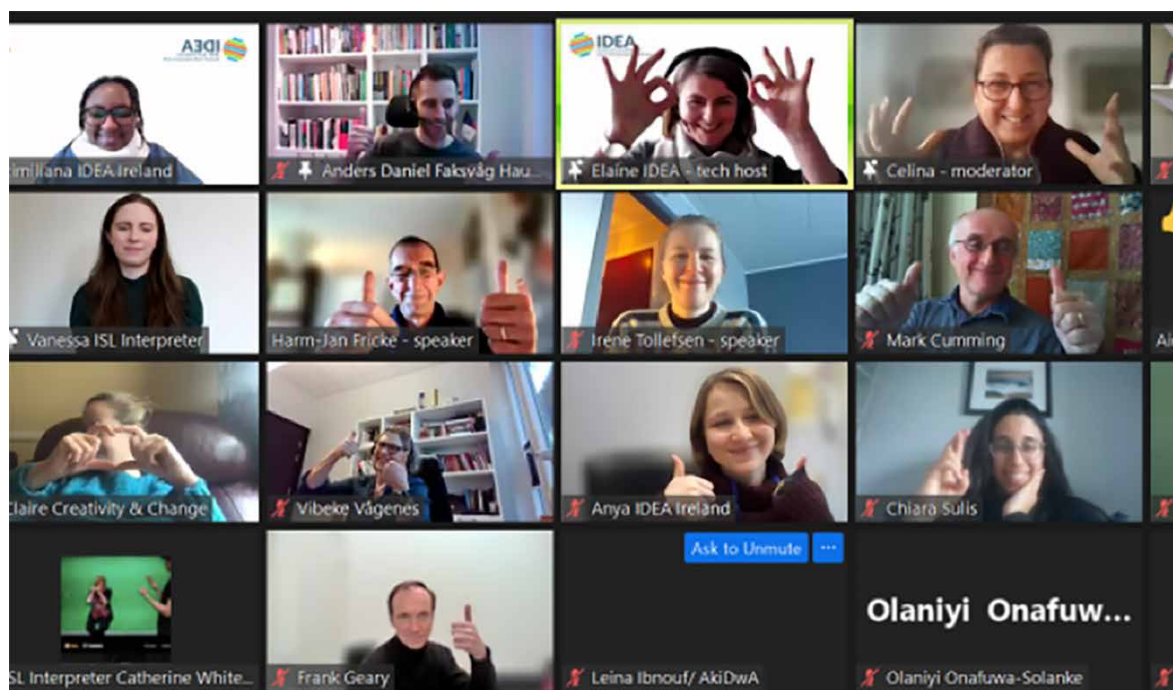 IDEA
IDEA
imiliana IDEA Ireland
Anders Daniel Faksvåg Hau...
Elaine IDEA - tech host
Celina - moderator
Vanessa ISL Interpreter
Harm-Jan Fricke - speaker
Irene Tollefsen - speaker
Mark Cumming
Claire Creativity & Change
Vibeke Vågenes
Anya IDEA Ireland
Chiara Sulis
Ask to Unmute ...
Olaniyi Onafuw...
SL Interpreter Catherine White...
Frank Geary
Leina Ibnouf/ AkiDwA
Olaniyi Onafuwa-Solanke